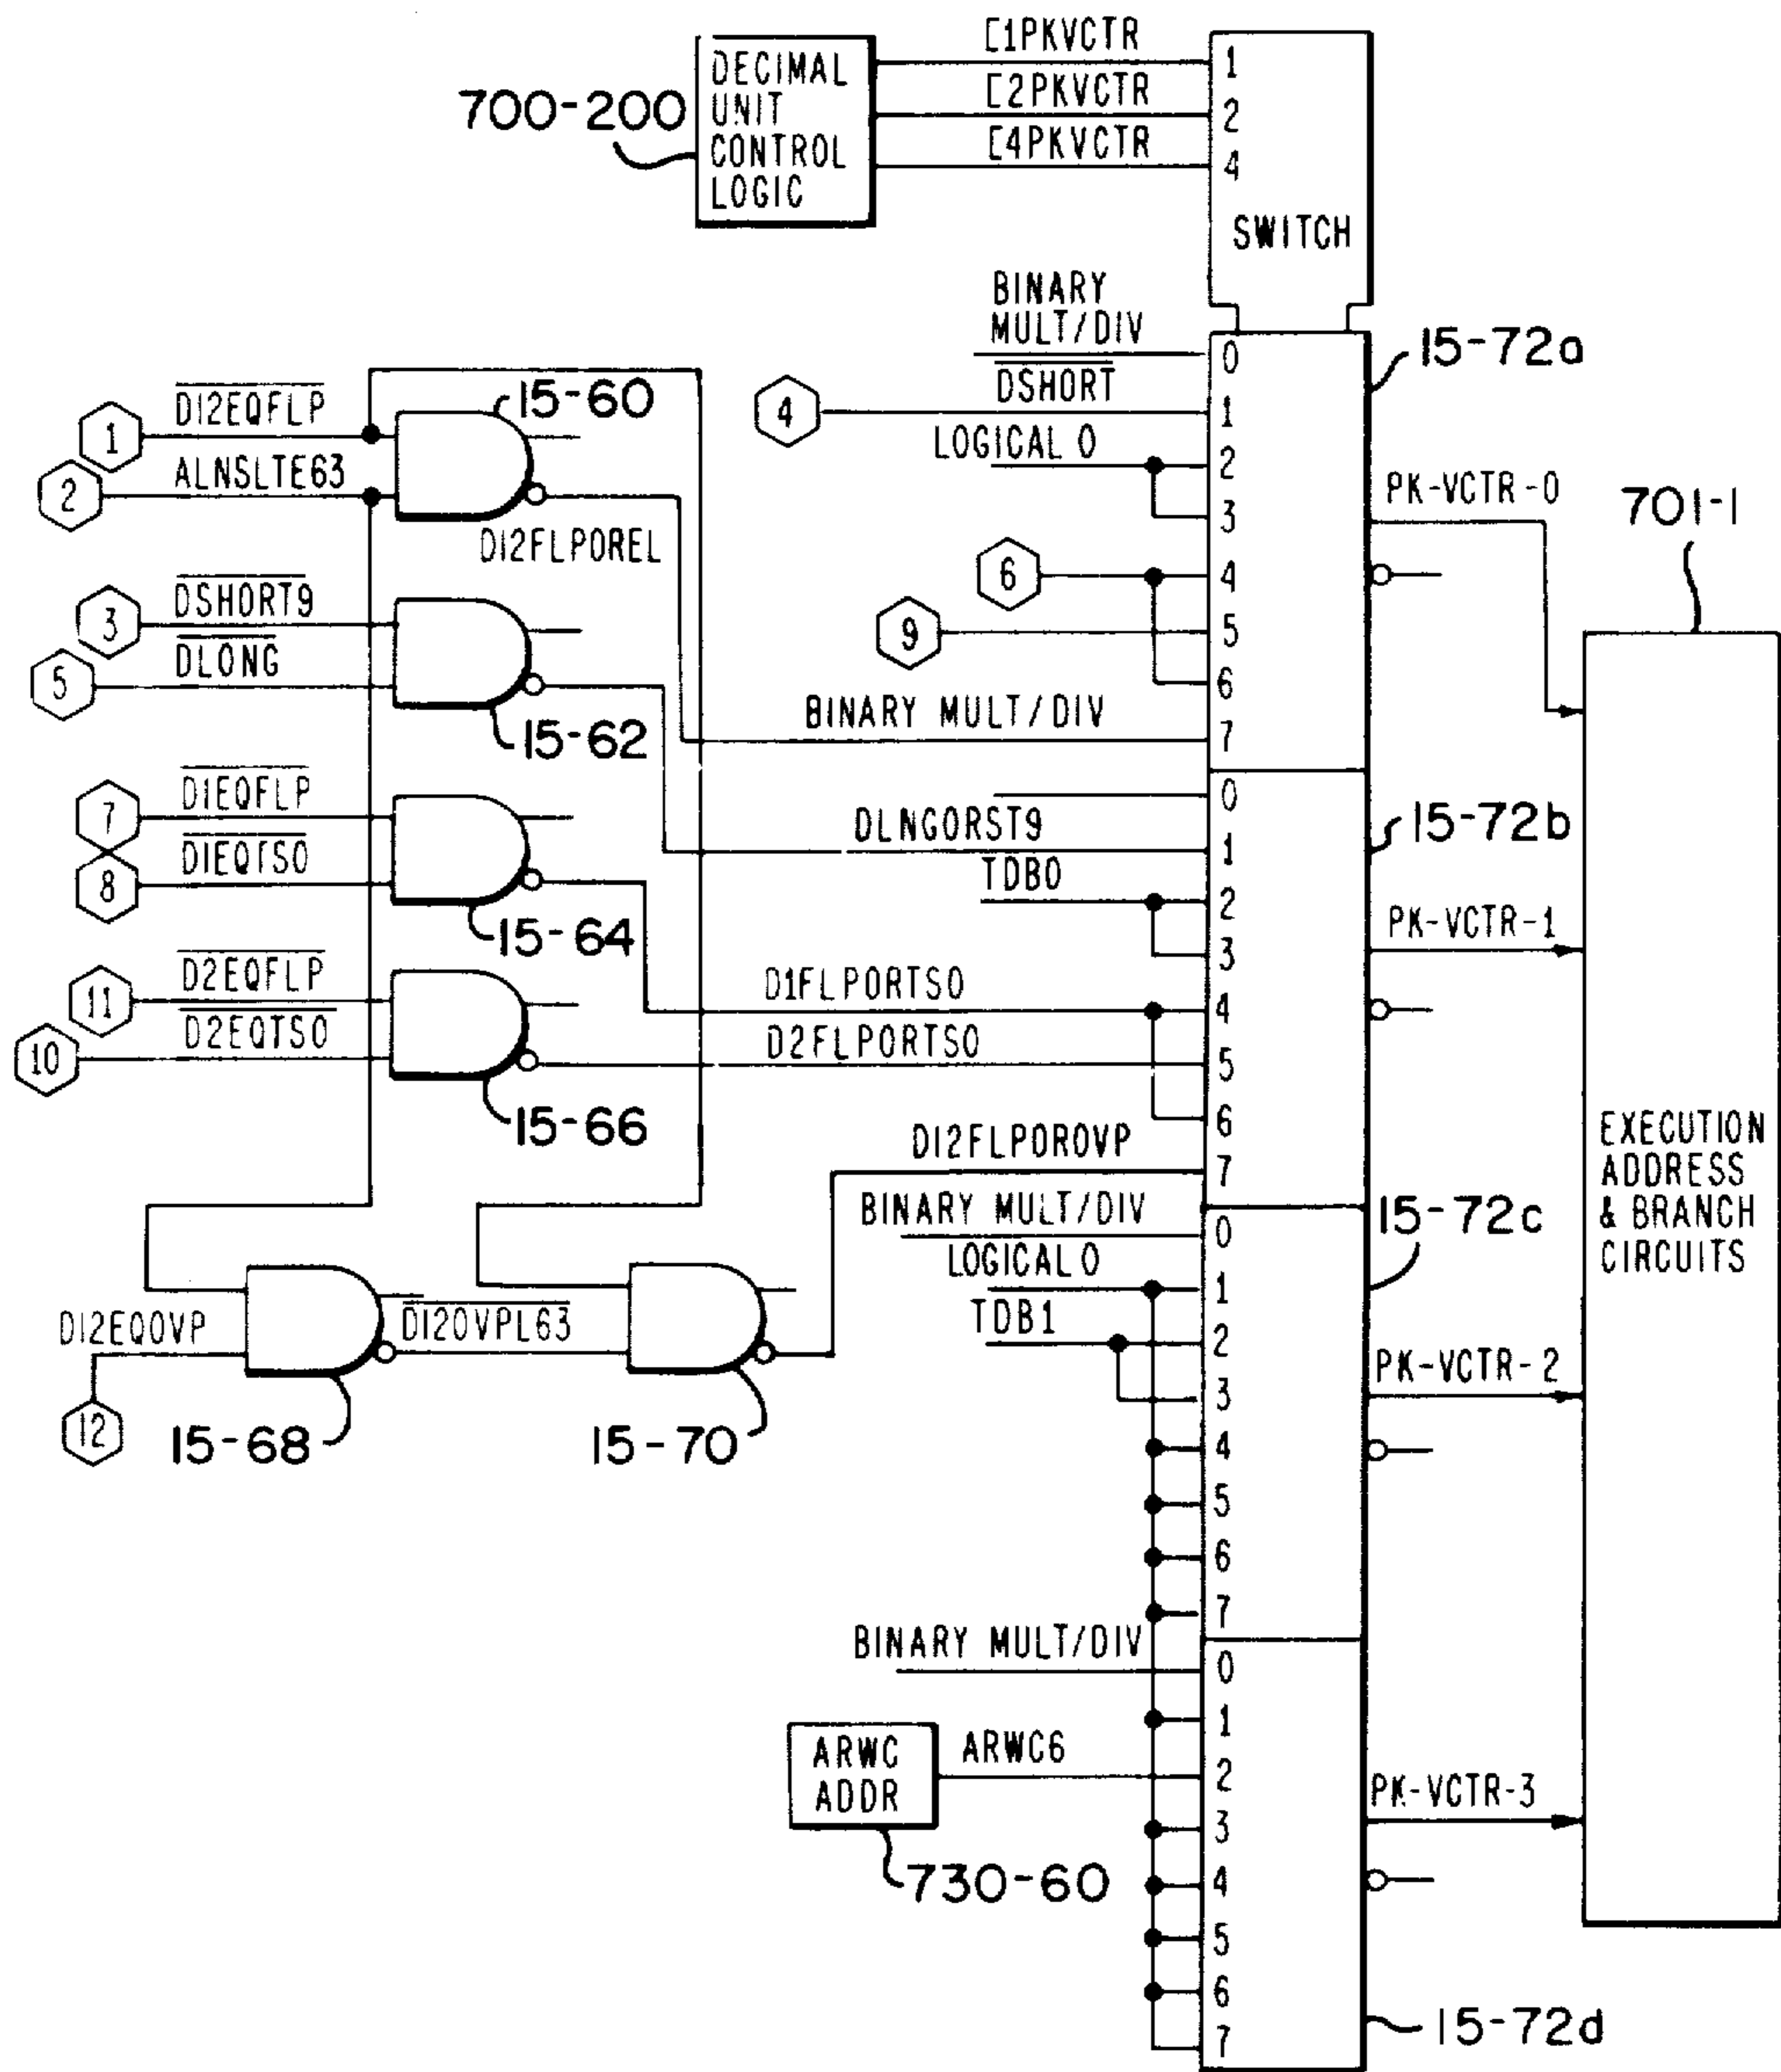 DECIMAL
UNIT
CONTROL
LOGIC
700-200
[1PKVCTR
[2PKVCTR
[4PKVCTR
1
2
4
SWITCH
BINARY
MULT/DIV
DSHORT
4
LOGICAL 0
6
9
BINARY MULT/DIV
0
1
2
3
4
5
6
7
15-72a
PK-VCTR-0
701-1
1
DI2EQFLP
2
ALNSLTE63
15-60
DI2FLPOREL
3
DSHORT9
5
DLONG
15-62
7
D1EQFLP
8
D1EQTSO
15-64
11
D2EQFLP
10
D2EQTSO
15-66
DLNGORST9
TDB0
D1FLPORTSO
D2FLPORTSO
DI2FLPOROVP
0
1
2
3
4
5
6
7
15-72b
PK-VCTR-1
EXECUTION
ADDRESS
& BRANCH
CIRCUITS
DI2EQOVP
12
15-68
DI2OVPL63
15-70
BINARY MULT/DIV
LOGICAL 0
TDB1
0
1
2
3
4
5
6
7
15-72c
PK-VCTR-2
BINARY MULT/DIV
ARWC
ADDR
ARWC6
730-60
0
1
2
3
4
5
6
7
PK-VCTR-3
15-72d